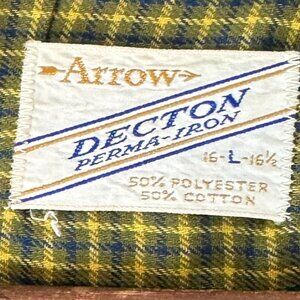 Arrow
DECTON
PERMA-IRON
16-L-16½
50% POLYESTER
50% COTTON